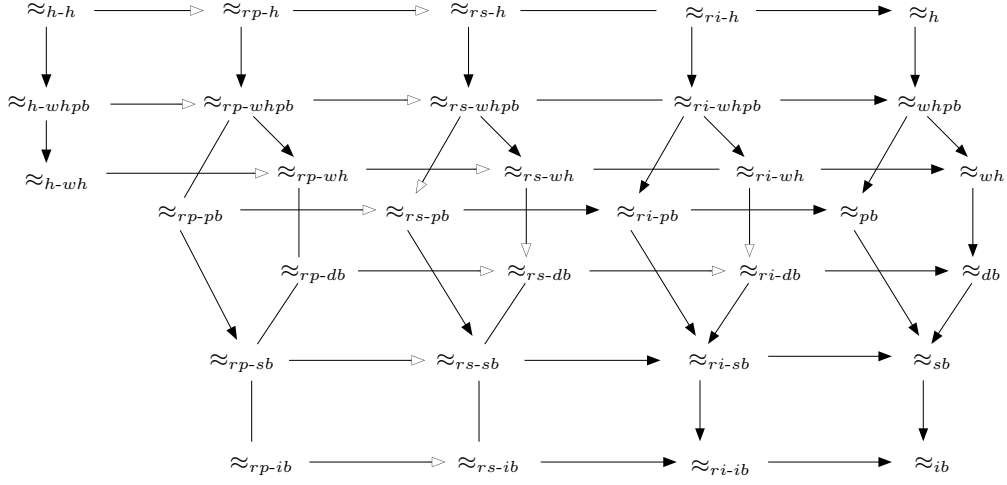 ≈h-h ≈rp-h ≈rs-h ≈ri-h ≈h
≈h-whpb ≈rp-whpb ≈rs-whpb ≈ri-whpb ≈whpb
≈h-wh ≈rp-wh ≈rs-wh ≈ri-wh ≈wh
≈rp-pb ≈rs-pb ≈ri-pb ≈pb
≈rp-db ≈rs-db ≈ri-db ≈db
≈rp-sb ≈rs-sb ≈ri-sb ≈sb
≈rp-ib ≈rs-ib ≈ri-ib ≈ib